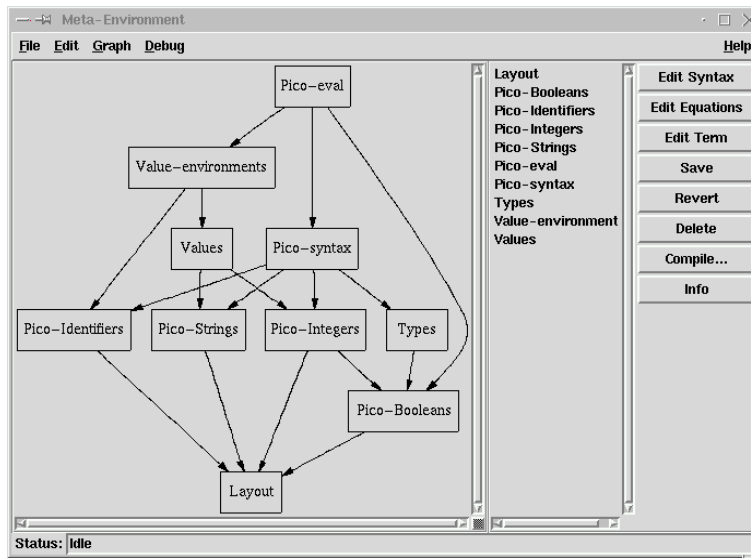 Meta-Environment
File Edit Graph Debug Help
Pico-eval
Value-environments
Values Pico-syntax
Pico-Identifiers Pico-Strings Pico-Integers Types
Pico-Booleans
Layout
Layout
Pico-Booleans
Pico-Identifiers
Pico-Integers
Pico-Strings
Pico-eval
Pico-syntax
Types
Value-environment
Values
Edit Syntax
Edit Equations
Edit Term
Save
Revert
Delete
Compile...
Info
Status: Idle